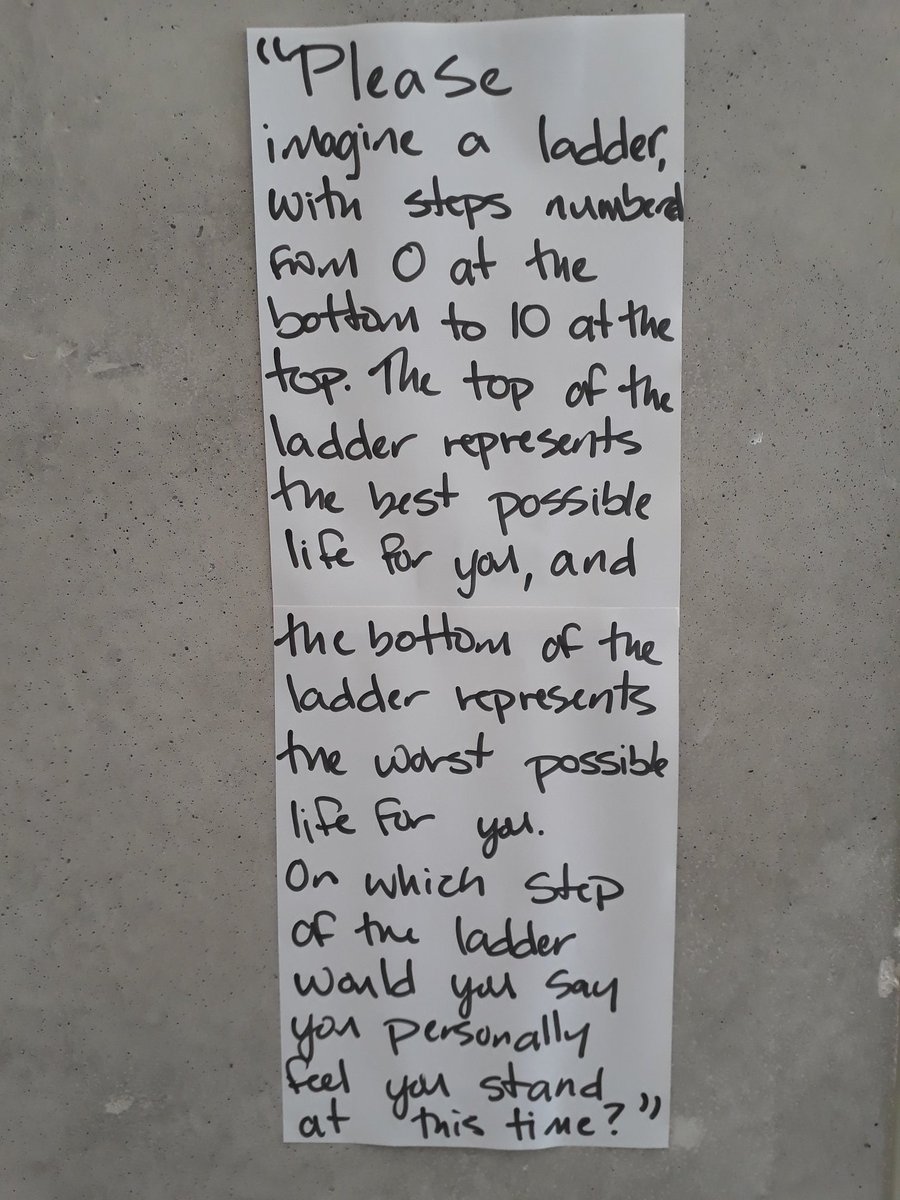 "Please
imagine a ladder,
with steps numbered
from 0 at the
bottom to 10 at the
top. The top of the
ladder represents
the best possible
life for you, and
the bottom of the
ladder represents
the worst possible
life for you.
On which step
of the ladder
would you say
you personally
feel you stand
at this time?"